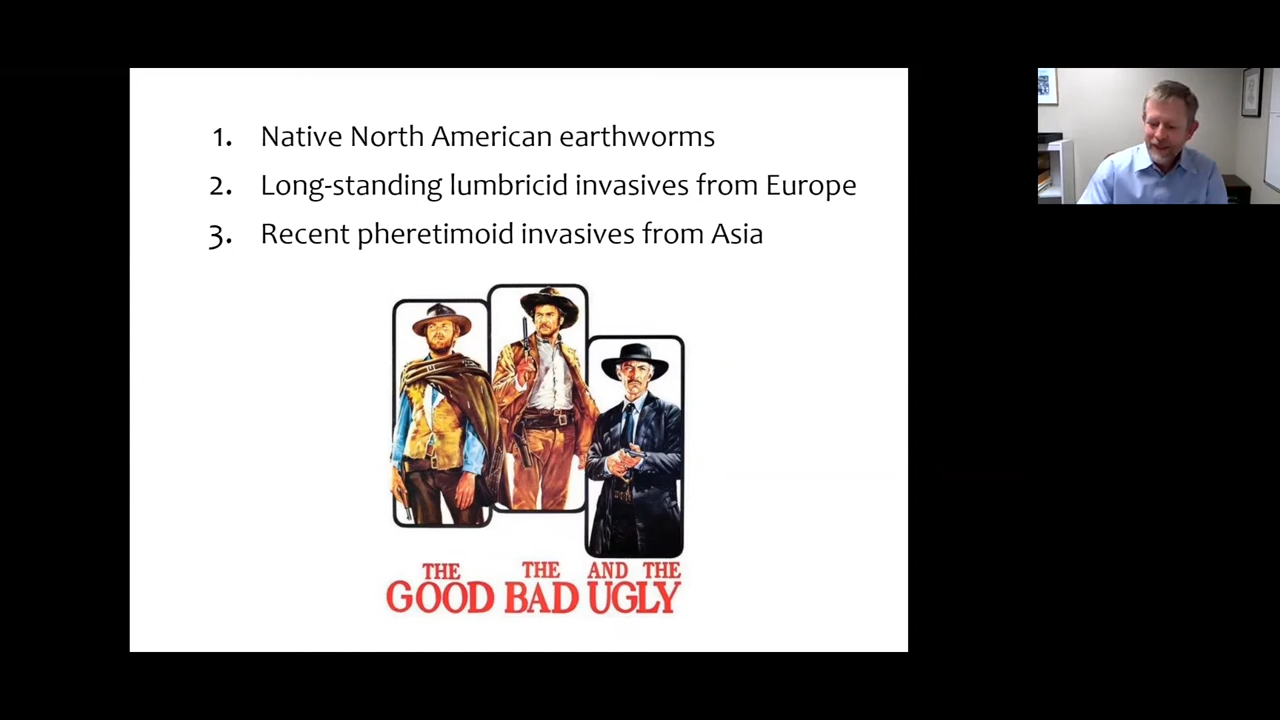 1. Native North American earthworms
2. Long-standing lumbricid invasives from Europe
3. Recent pheretimoid invasives from Asia
THE THE AND THE
GOOD BAD UGLY